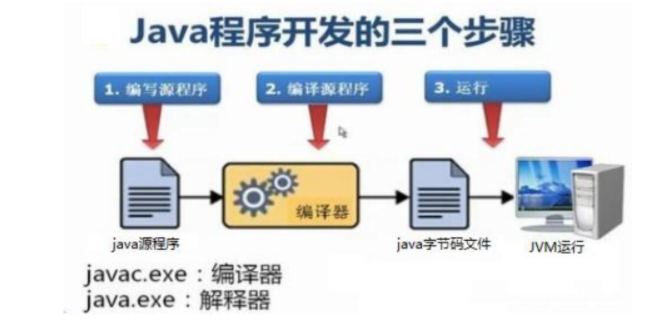 Java程序开发的三个步骤
1. 编写源程序
2. 编译源程序
3. 运行
编译器
java源程序
java字节码文件
JVM运行
javac.exe：编译器
java.exe：解释器